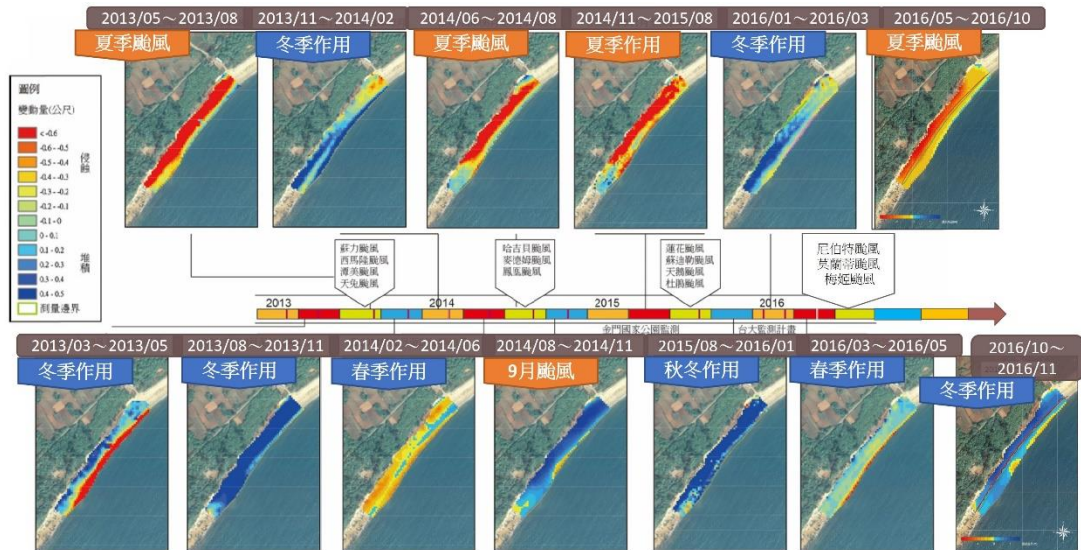 2013/05～2013/08
2013/11～2014/02
2014/06～2014/08
2014/11～2015/08
2016/01～2016/03
2016/05～2016/10
夏季颱風
冬季作用
夏季颱風
夏季作用
冬季作用
夏季颱風
圖例
變動量(公尺)
< -0.6
-0.6 - -0.5
-0.5 - -0.4
-0.4 - -0.3
-0.3 - -0.2
-0.2 - -0.1
-0.1 - 0
0 - 0.1
0.1 - 0.2
0.3 - 0.4
0.4 - 0.5
測量邊界
侵蝕
堆積
蘇力颱風
西馬隆颱風
潭美颱風
天兔颱風
哈吉貝颱風
麥德姆颱風
鳳凰颱風
蓮花颱風
蘇迪勒颱風
天鵝颱風
杜鵑颱風
尼伯特颱風
莫蘭蒂颱風
梅姬颱風
2013
2014
2015
2016
金門國家公園監測
台大監測計畫
2013/03～2013/05
2013/08～2013/11
2014/02～2014/06
2014/08～2014/11
2015/08～2016/01
2016/03～2016/05
2016/10～
2016/11
冬季作用
冬季作用
春季作用
9月颱風
秋冬作用
春季作用
冬季作用